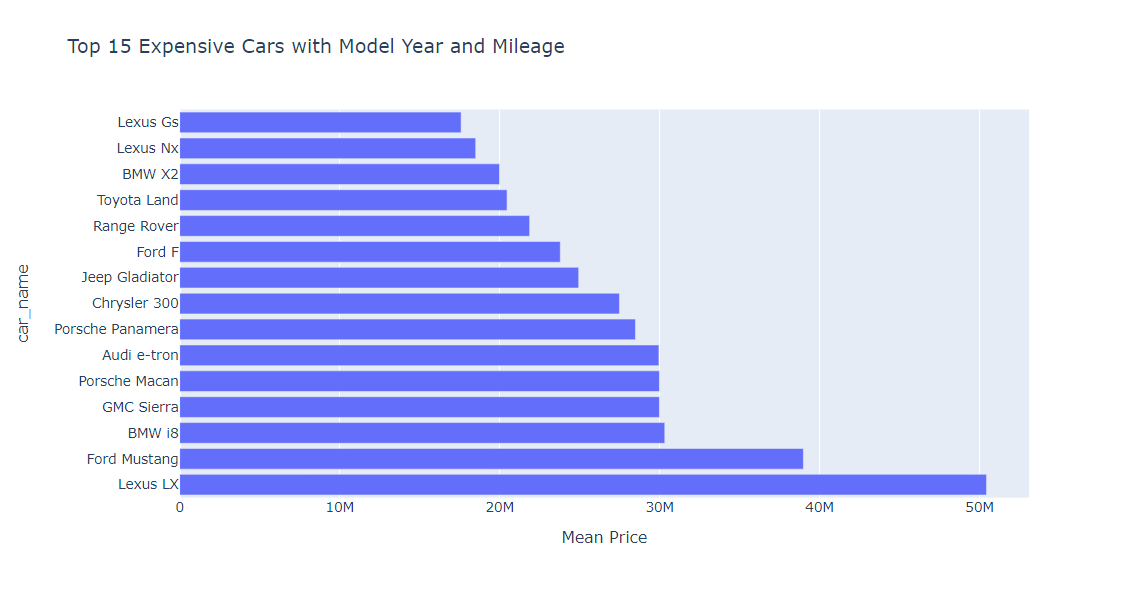 Top 15 Expensive Cars with Model Year and Mileage
Lexus Gs
Lexus Nx
BMW X2
Toyota Land
Range Rover
Ford F
Jeep Gladiator
Chrysler 300
Porsche Panamera
Audi e-tron
Porsche Macan
GMC Sierra
BMW i8
Ford Mustang
Lexus LX
car_name
0 10M 20M 30M 40M 50M
Mean Price